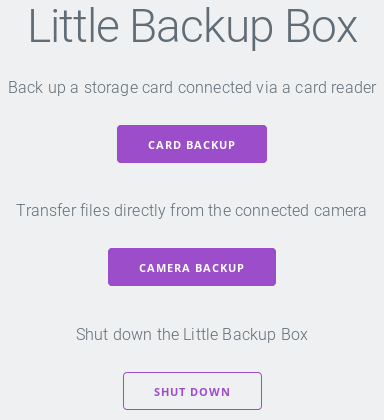 Little Backup Box
Back up a storage card connected via a card reader
CARD BACKUP
Transfer files directly from the connected camera
CAMERA BACKUP
Shut down the Little Backup Box
SHUT DOWN